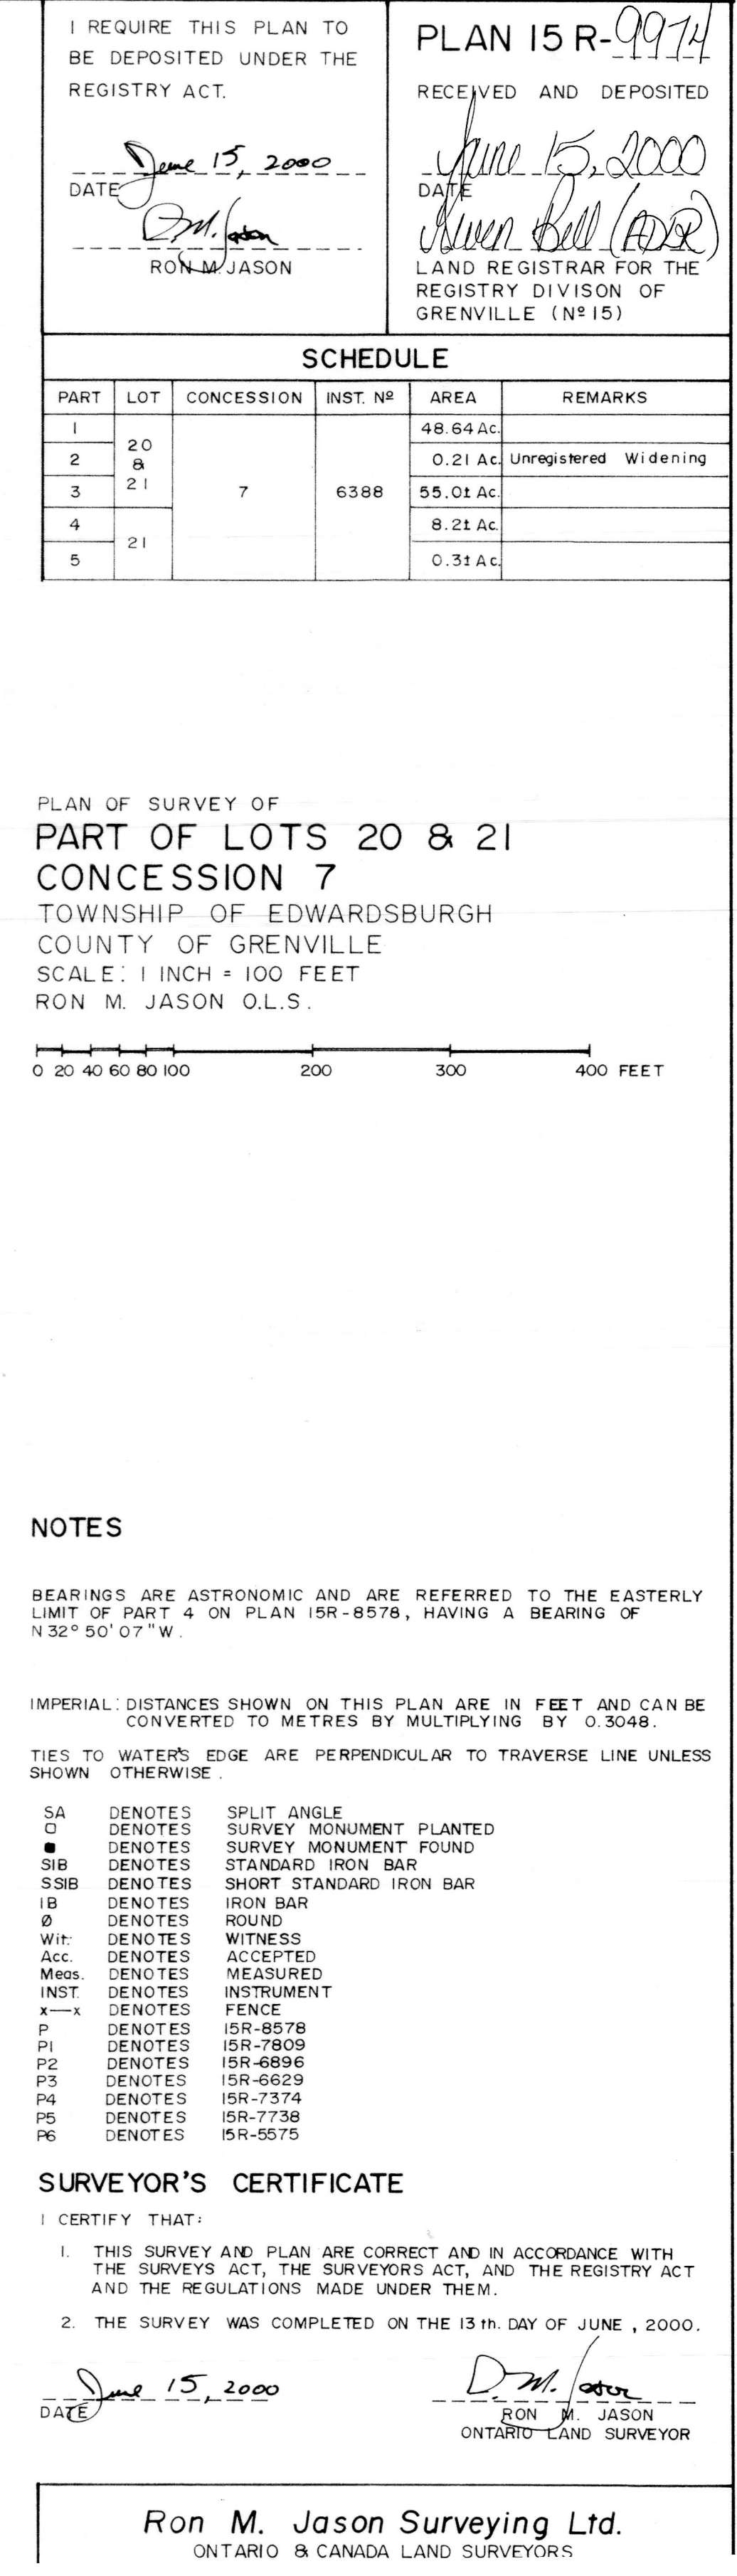 I REQUIRE THIS PLAN TO
BE DEPOSITED UNDER THE
REGISTRY ACT.
June 15, 2000
DATE
R.M. Jason
RON M. JASON
PLAN 15 R-9974
RECEIVED AND DEPOSITED
June 15, 2000
DATE
Bell (ADLR)
LAND REGISTRAR FOR THE
REGISTRY DIVISON OF
GRENVILLE (Nº 15)
SCHEDULE
PART LOT CONCESSION INST. Nº AREA REMARKS
1 48.64 Ac.
20
2 & 0.21 Ac. Unregistered Widening
3 21 7 6388 55.0± Ac.
4 8.2± Ac.
21
5 0.3± Ac.
PLAN OF SURVEY OF
PART OF LOTS 20 & 21
CONCESSION 7
TOWNSHIP OF EDWARDSBURGH
COUNTY OF GRENVILLE
SCALE: 1 INCH = 100 FEET
RON M. JASON O.L.S.
0 20 40 60 80 100 200 300 400 FEET
NOTES
BEARINGS ARE ASTRONOMIC AND ARE REFERRED TO THE EASTERLY
LIMIT OF PART 4 ON PLAN 15R-8578, HAVING A BEARING OF
N 32° 50' 07" W.
IMPERIAL: DISTANCES SHOWN ON THIS PLAN ARE IN FEET AND CAN BE
CONVERTED TO METRES BY MULTIPLYING BY 0.3048.
TIES TO WATER'S EDGE ARE PERPENDICULAR TO TRAVERSE LINE UNLESS
SHOWN OTHERWISE.
SA DENOTES SPLIT ANGLE
□ DENOTES SURVEY MONUMENT PLANTED
■ DENOTES SURVEY MONUMENT FOUND
SIB DENOTES STANDARD IRON BAR
SSIB DENOTES SHORT STANDARD IRON BAR
IB DENOTES IRON BAR
Ø DENOTES ROUND
Wit. DENOTES WITNESS
Acc. DENOTES ACCEPTED
Meas. DENOTES MEASURED
INST. DENOTES INSTRUMENT
x—x DENOTES FENCE
P DENOTES 15R-8578
P1 DENOTES 15R-7809
P2 DENOTES 15R-6896
P3 DENOTES 15R-6629
P4 DENOTES 15R-7374
P5 DENOTES 15R-7738
P6 DENOTES 15R-5575
SURVEYOR'S CERTIFICATE
I CERTIFY THAT:
1. THIS SURVEY AND PLAN ARE CORRECT AND IN ACCORDANCE WITH
THE SURVEYS ACT, THE SURVEYORS ACT, AND THE REGISTRY ACT
AND THE REGULATIONS MADE UNDER THEM.
2. THE SURVEY WAS COMPLETED ON THE 13th. DAY OF JUNE, 2000.
June 15, 2000
DATE
R.M. Jason
RON M. JASON
ONTARIO LAND SURVEYOR
Ron M. Jason Surveying Ltd.
ONTARIO & CANADA LAND SURVEYORS